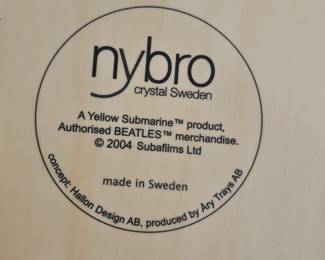 nybro
crystal Sweden
A Yellow Submarine™ product,
Authorised BEATLES™ merchandise.
© 2004 Subafilms Ltd
made in Sweden
concept: Hallon Design AB, produced by Ary Trays AB